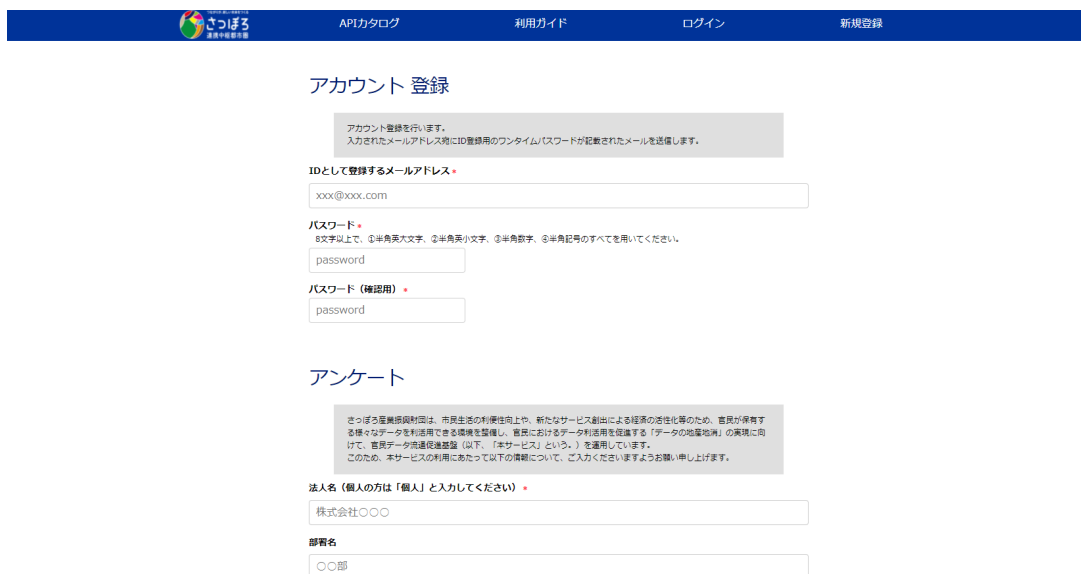 さっぽろ
連携中枢都市圏
APIカタログ
利用ガイド
ログイン
新規登録
アカウント 登録
アカウント登録を行います。
入力されたメールアドレス宛にID登録用のワンタイムパスワードが記載されたメールを送信します。
IDとして登録するメールアドレス *
xxx@xxx.com
パスワード *
8文字以上で、①半角英大文字、②半角英小文字、③半角数字、④半角記号のすべてを用いてください。
password
パスワード（確認用） *
password
アンケート
さっぽろ産業振興財団は、市民生活の利便性向上や、新たなサービス創出による経済の活性化等のため、官民が保有す
る様々なデータを利活用できる環境を整備し、官民におけるデータ利活用を促進する「データの地産地消」の実現に向
けて、官民データ流通促進基盤（以下、「本サービス」という。）を運用しています。
このため、本サービスの利用にあたって以下の情報について、ご入力くださいますようお願い申し上げます。
法人名（個人の方は「個人」と入力してください） *
株式会社○○○
部署名
○○部